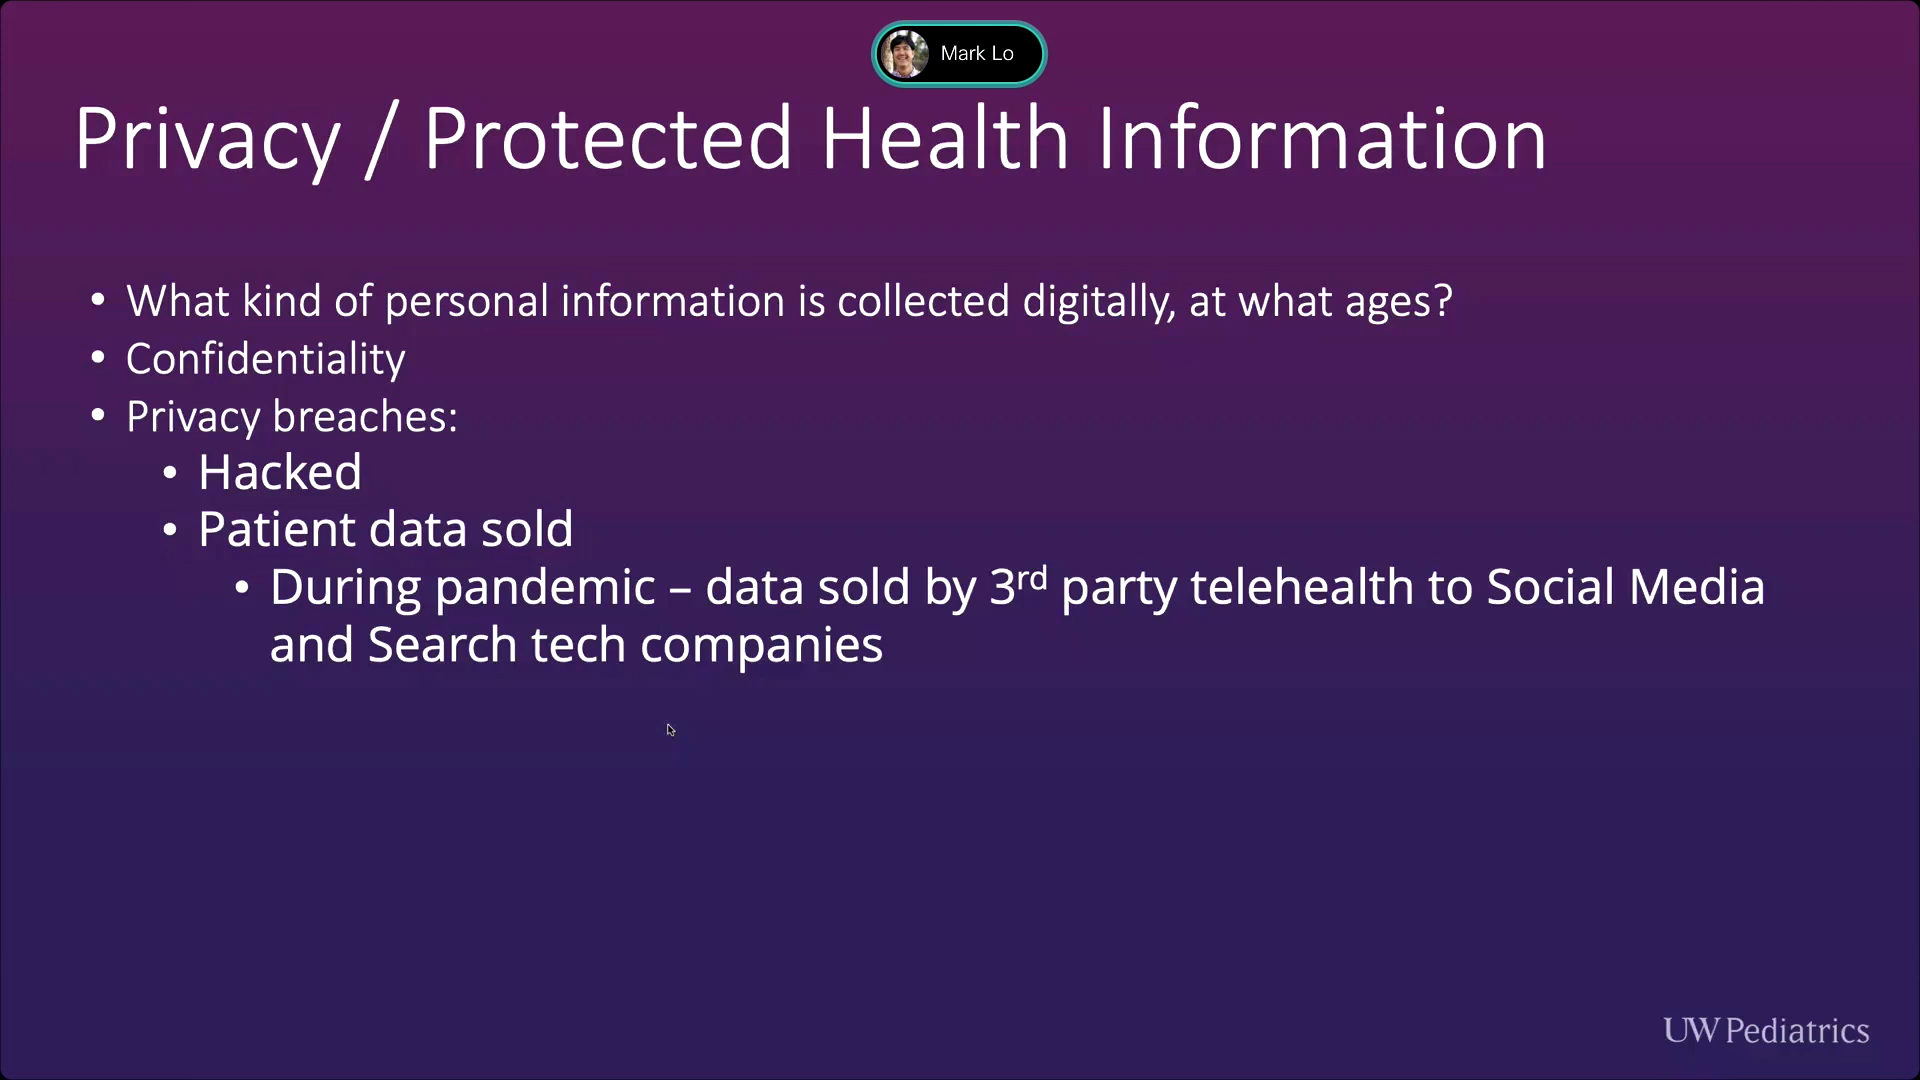 Mark Lo
Privacy / Protected Health Information
• What kind of personal information is collected digitally, at what ages?
• Confidentiality
• Privacy breaches:
• Hacked
• Patient data sold
• During pandemic – data sold by 3rd party telehealth to Social Media
and Search tech companies
UW Pediatrics